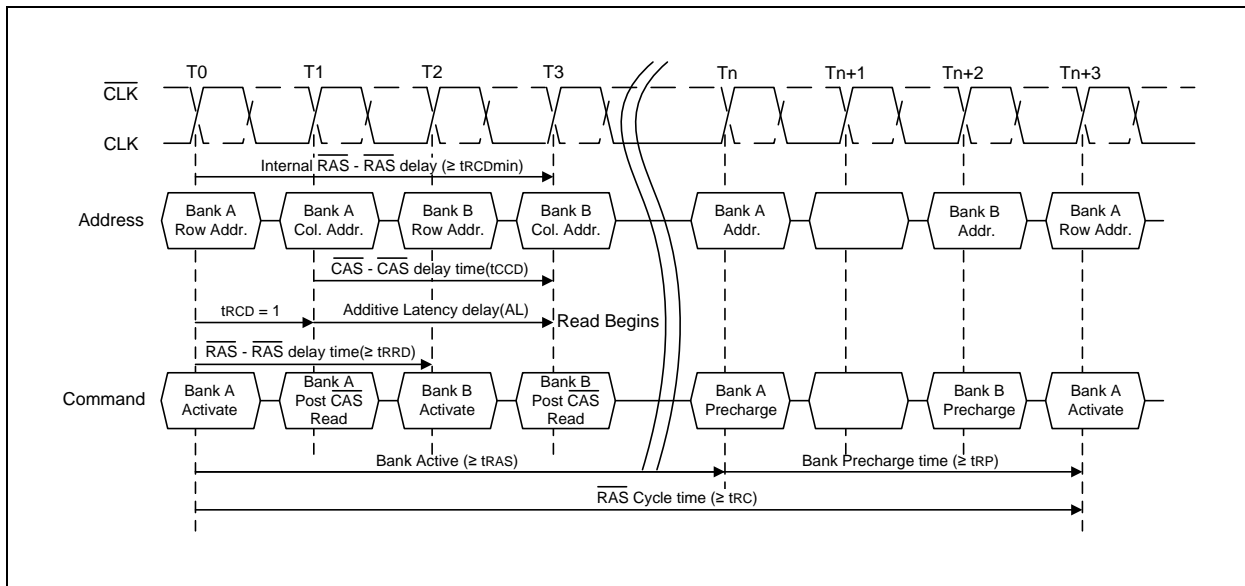 T0 T1 T2 T3 Tn Tn+1 Tn+2 Tn+3
CLK
CLK
Internal RAS - RAS delay (≥ tRCDmin)
Address
Bank A
Row Addr.
Bank A
Col. Addr.
Bank B
Row Addr.
Bank B
Col. Addr.
Bank A
Addr.
Bank B
Addr.
Bank A
Row Addr.
CAS - CAS delay time(tCCD)
tRCD = 1
Additive Latency delay(AL)
Read Begins
RAS - RAS delay time(≥ tRRD)
Command
Bank A
Activate
Bank A
Post CAS
Read
Bank B
Activate
Bank B
Post CAS
Read
Bank A
Precharge
Bank B
Precharge
Bank A
Activate
Bank Active (≥ tRAS)
Bank Precharge time (≥ tRP)
RAS Cycle time (≥ tRC)